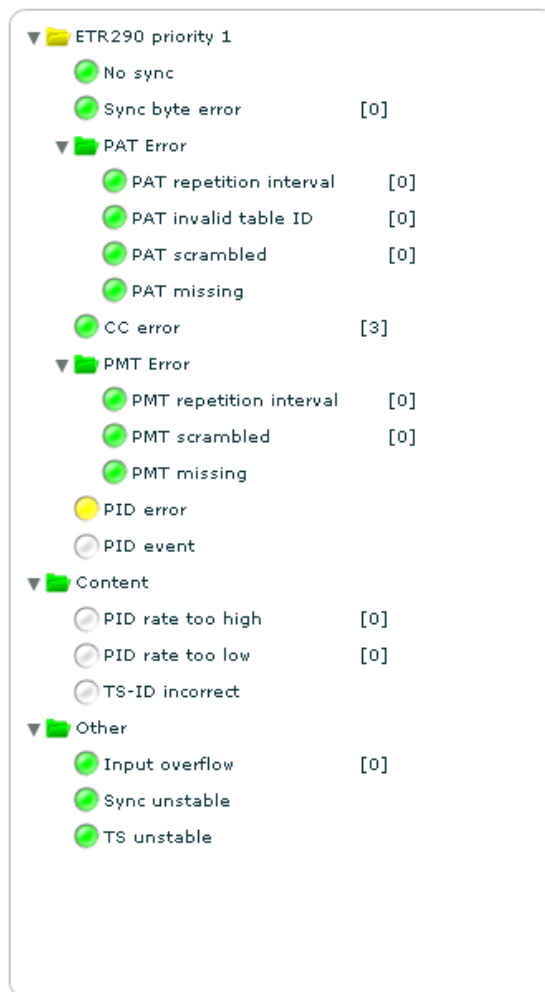 ETR290 priority 1
No sync
Sync byte error [0]
PAT Error
PAT repetition interval [0]
PAT invalid table ID [0]
PAT scrambled [0]
PAT missing
CC error [3]
PMT Error
PMT repetition interval [0]
PMT scrambled [0]
PMT missing
PID error
PID event
Content
PID rate too high [0]
PID rate too low [0]
TS-ID incorrect
Other
Input overflow [0]
Sync unstable
TS unstable